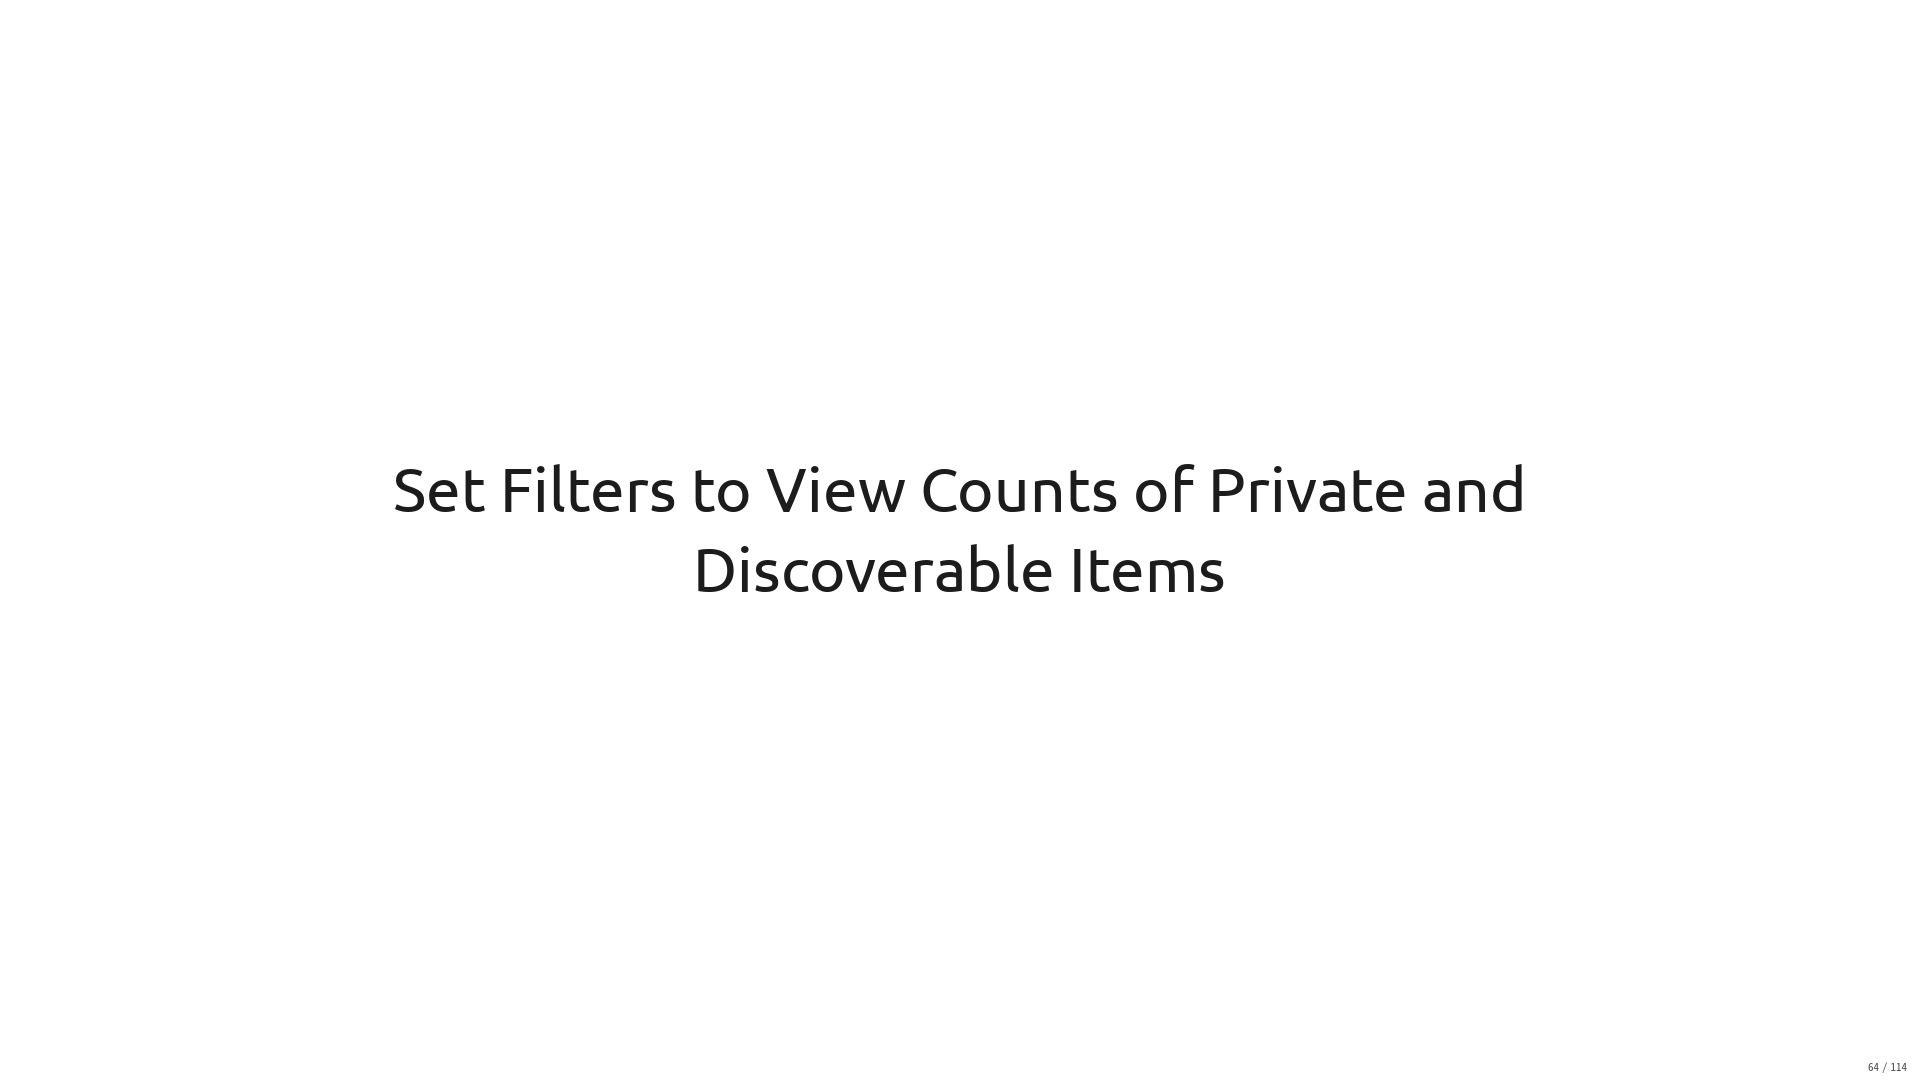 Set Filters to View Counts of Private and
Discoverable Items
64 / 114